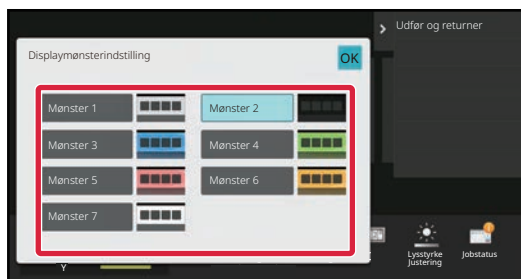 Udfør og returner
Displaymønsterindstilling
OK
Mønster 1
Mønster 2
Mønster 3
Mønster 4
Mønster 5
Mønster 6
Mønster 7
Lysstyrke
Justering
Jobstatus
Y